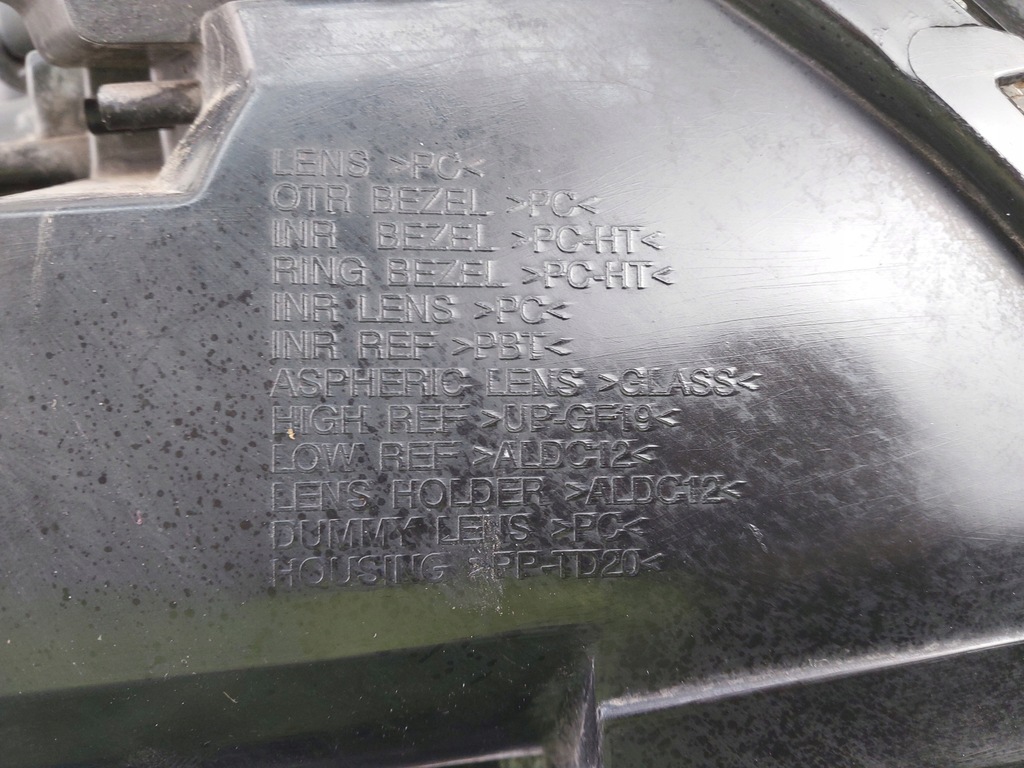 LENS >PC<
OTR BEZEL >PC<
INR BEZEL >PC-HT<
RING BEZEL >PC-HT<
INR LENS >PC<
INR REF >PBT<
ASPHERIC LENS >GLASS<
HIGH REF >UP-GF19<
LOW REF >ALDC12<
LENS HOLDER >ALDC12<
DUMMY LENS >PC<
HOUSING >PP-TD20<